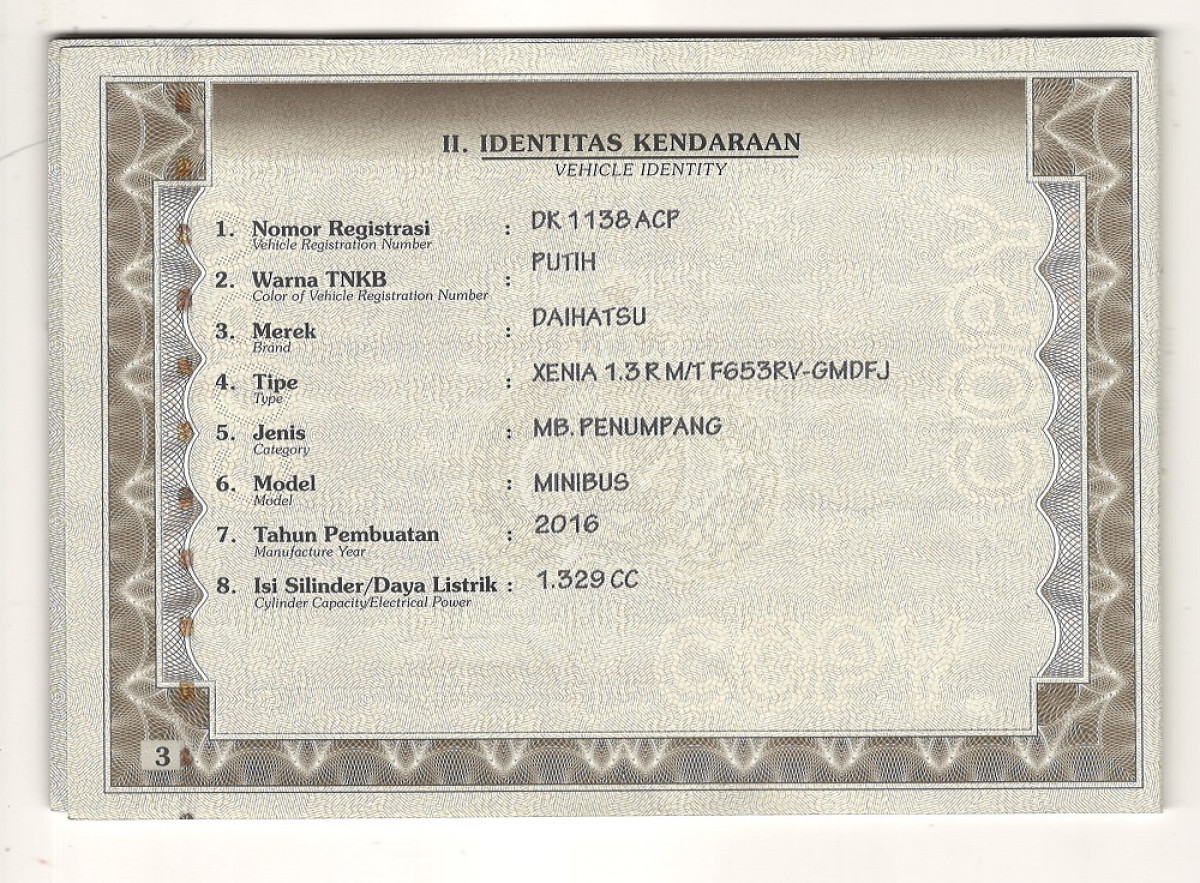 II. IDENTITAS KENDARAAN
VEHICLE IDENTITY
1. Nomor Registrasi : DK 1138 ACP
Vehicle Registration Number
2. Warna TNKB : PUTIH
Color of Vehicle Registration Number
3. Merek : DAIHATSU
Brand
4. Tipe : XENIA 1.3 R M/T F653RV-GMDFJ
Type
5. Jenis : MB. PENUMPANG
Category
6. Model : MINIBUS
Model
7. Tahun Pembuatan : 2016
Manufacture Year
8. Isi Silinder/Daya Listrik : 1.329 CC
Cylinder Capacity/Electrical Power
COPY
COPY
3